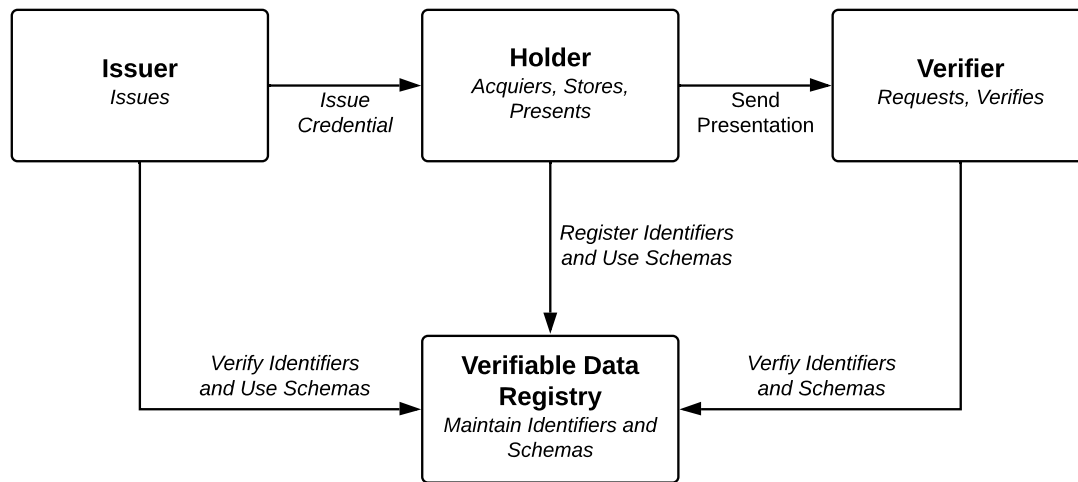 Issuer
Issues
Issue
Credential
Holder
Acquiers, Stores,
Presents
Send
Presentation
Verifier
Requests, Verifies
Register Identifiers
and Use Schemas
Verify Identifiers
and Use Schemas
Verifiable Data
Registry
Maintain Identifiers and
Schemas
Verfiy Identifiers
and Schemas